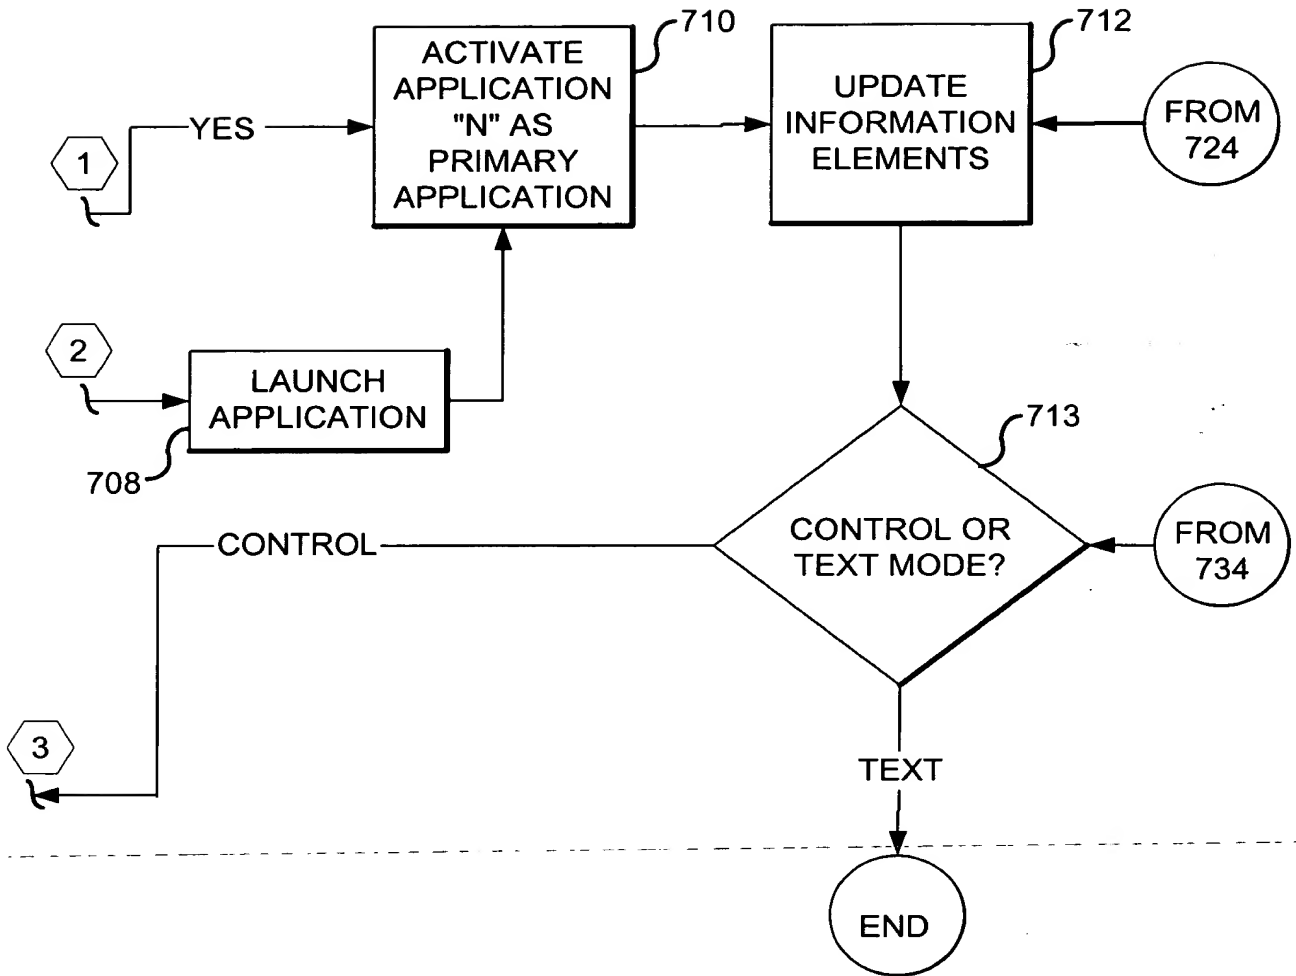 710
712
ACTIVATE
APPLICATION
"N" AS
PRIMARY
APPLICATION
UPDATE
INFORMATION
ELEMENTS
FROM
724
YES
1
2
LAUNCH
APPLICATION
708
713
CONTROL OR
TEXT MODE?
FROM
734
CONTROL
3
TEXT
END